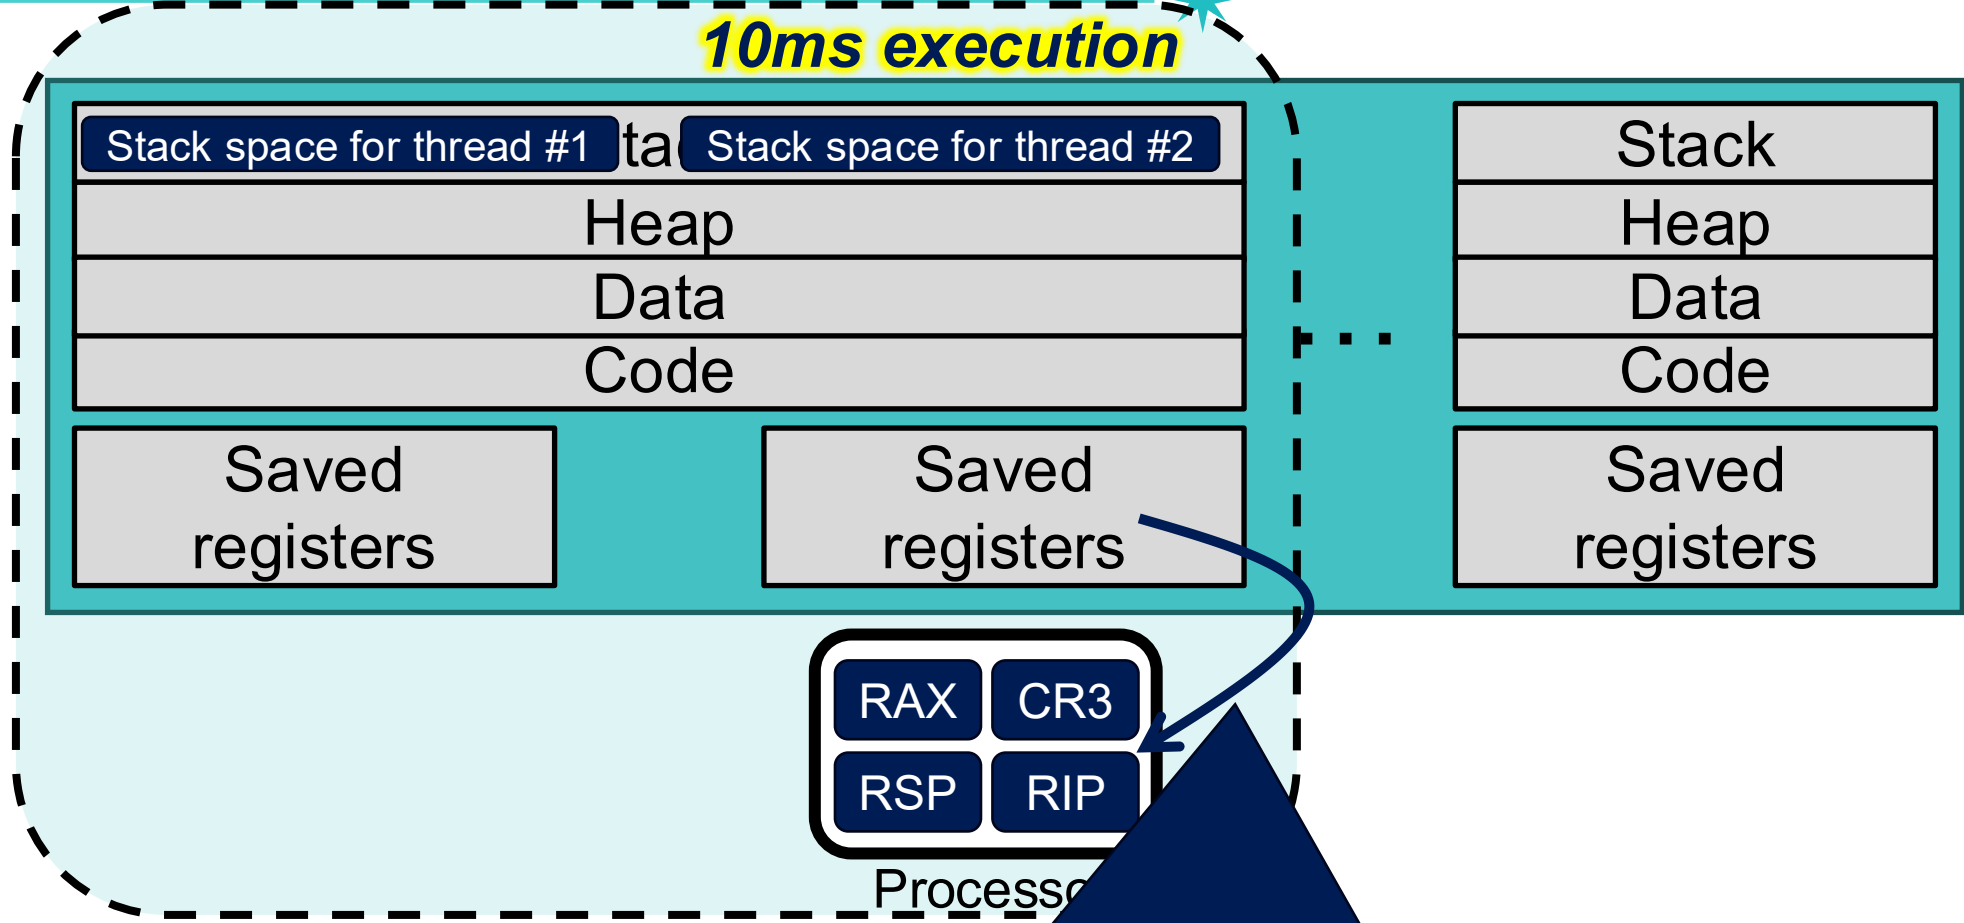 10ms execution
Stack space for thread #1 ta Stack space for thread #2
Heap
Data
Code
Saved
registers
Saved
registers
...
Stack
Heap
Data
Code
Saved
registers
RAX CR3
RSP RIP